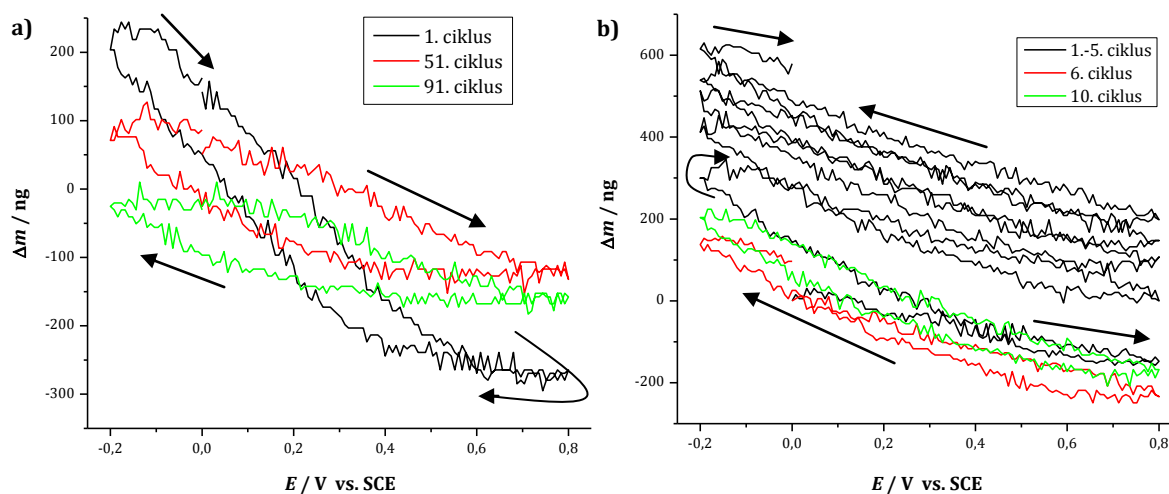 a)
1. ciklus
51. ciklus
91. ciklus
200
100
0
-100
-200
-300
Δm / ng
-0,2
0,0
0,2
0,4
0,6
0,8
E / V vs. SCE
b)
1.-5. ciklus
6. ciklus
10. ciklus
600
400
200
0
-200
Δm / ng
-0,2
0,0
0,2
0,4
0,6
0,8
E / V vs. SCE